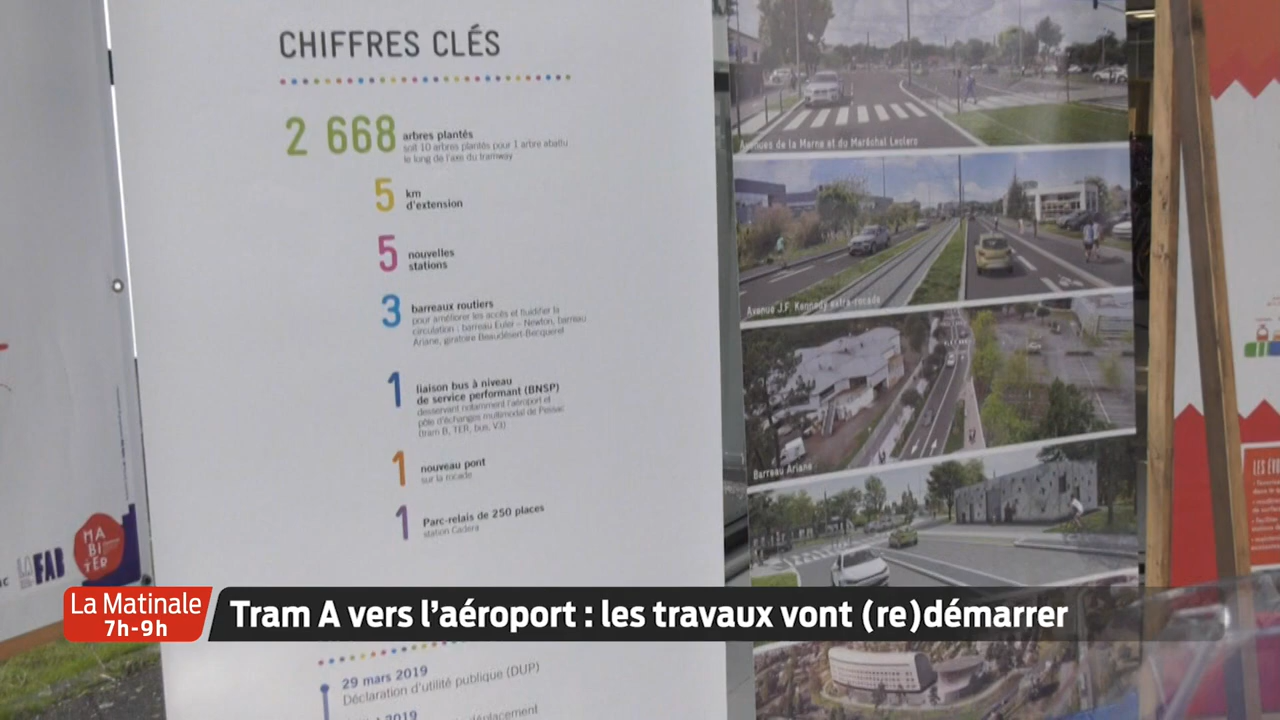 CHIFFRES CLÉS
2 668 arbres plantés
soit 10 arbres plantés pour 1 arbre abattu
le long de l'axe du tramway
5 km
d'extension
5 nouvelles
stations
3 barreaux routiers
pour améliorer les accès et fluidifier la
circulation : barreau Euler – Newton, barreau
Ariane, giratoire Beaudésert-Becquerel
1 liaison bus à niveau
de service performant (BNSP)
desservant notamment l'aéroport et
pôle d'échanges multimodal de Pessac
(tram B, TER, bus, V3)
1 nouveau pont
sur la rocade
1 Parc-relais de 250 places
station Cadera
29 mars 2019
Déclaration d'utilité publique (DUP)
2019
déplacement
Avenues de la Marne et du Maréchal Leclerc
Avenue J.F. Kennedy extra-rocade
Barreau Ariane
LA FAB
MA
BI
TER
LES
La Matinale
7h-9h
Tram A vers l'aéroport : les travaux vont (re)démarrer